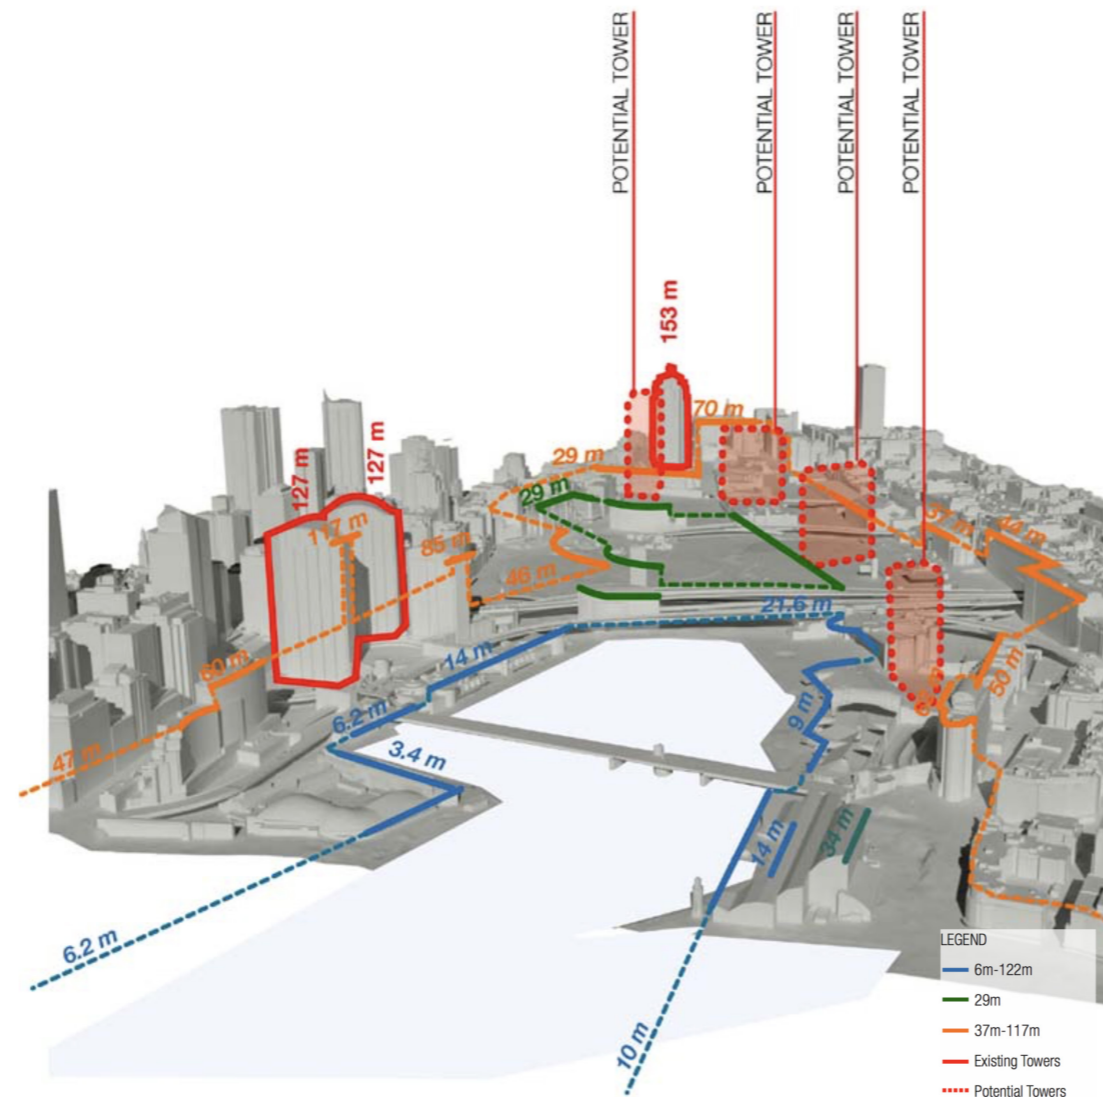 POTENTIAL TOWER
POTENTIAL TOWER
POTENTIAL TOWER
POTENTIAL TOWER
153 m
70 m
29 m
127 m
127 m
29 m
117 m
85 m
46 m
37 m
44 m
21.6 m
14 m
60 m
50 m
6.2 m
9 m
47 m
3.4 m
14 m
34 m
6.2 m
10 m
LEGEND
6m-122m
29m
37m-117m
Existing Towers
Potential Towers